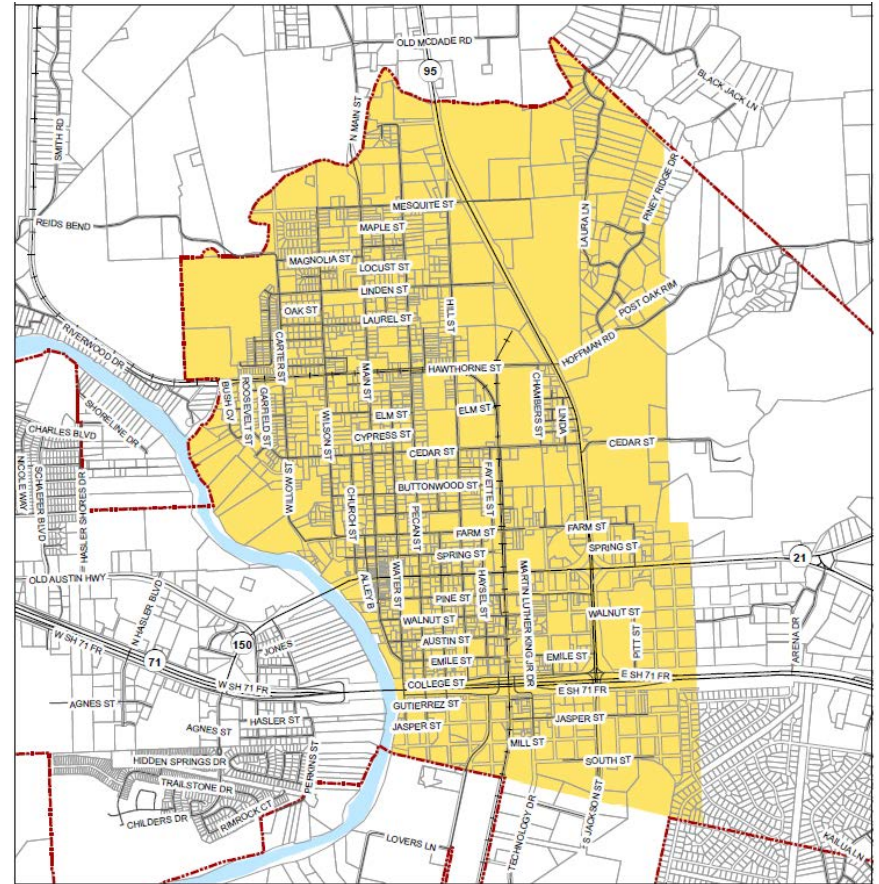 OLD MCDADE RD
95
BLACK JACK LN
N MAIN ST
SMITH RD
PINEY RIDGE DR
MESQUITE ST
REIDS BEND
MAPLE ST
LAURA LN
MAGNOLIA ST
LOCUST ST
LINDEN ST
POST OAK RIM
OAK ST
HILL ST
LAUREL ST
RIVERWOOD DR
CARTER ST
HOFFMAN RD
MAIN ST
HAWTHORNE ST
BUSH CV
ROOSEVELT ST
GARFIELD ST
CHAMBERS ST
LINDA
SHORELINE DR
ELM ST
ELM ST
WILSON ST
CHARLES BLVD
CYPRESS ST
CEDAR ST
CEDAR ST
NICOLE WAY
SCHAEFER BLVD
HASLER SHORES DR
WILLOW ST
BUTTONWOOD ST
FAYETTE ST
CHURCH ST
PECAN ST
FARM ST
FARM ST
SPRING ST
SPRING ST
21
OLD AUSTIN HWY
ALLEY B
WATER ST
PINE ST
HAYSEL ST
MARTIN LUTHER KING JR DR
N HASLER BLVD
WALNUT ST
WALNUT ST
PITT ST
ARENA DR
W SH 71 FR
150
JONES
AUSTIN ST
71
EMILE ST
EMILE ST
W SH 71 FR
COLLEGE ST
E SH 71 FR
E SH 71 FR
AGNES ST
GUTIERREZ ST
HASLER ST
JASPER ST
JASPER ST
AGNES ST
MILL ST
HIDDEN SPRINGS DR
PERKINS ST
SOUTH ST
TRAILSTONE DR
CHILDERS DR
RIMROCK CT
TECHNOLOGY DR
S JACKSON ST
LOVERS LN
KAILUA LN